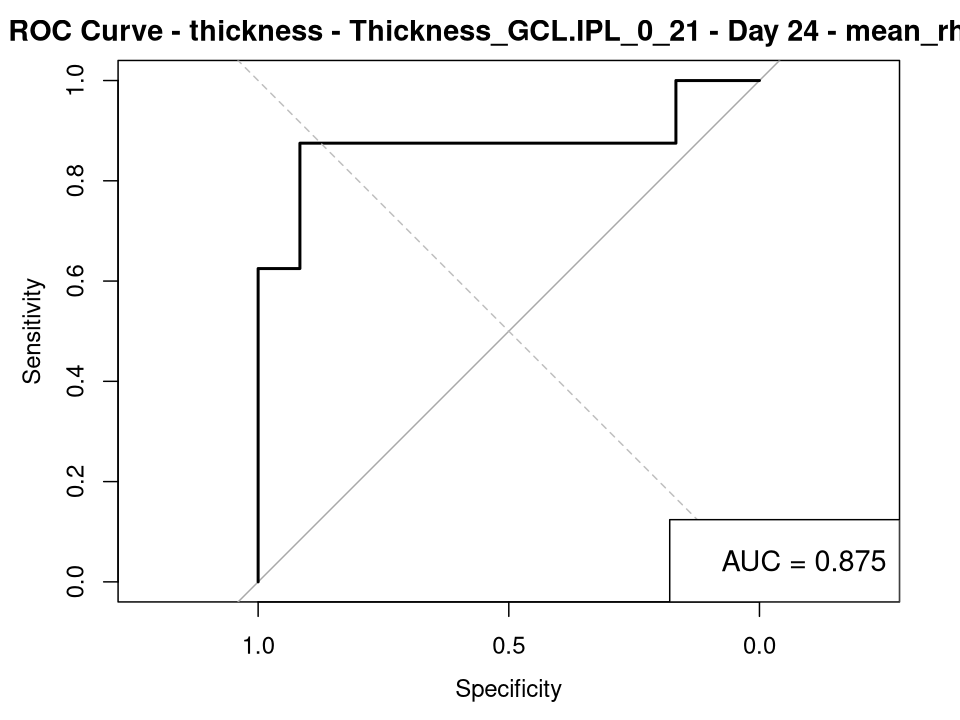 ROC Curve - thickness - Thickness_GCL.IPL_0_21 - Day 24 - mean_rh
1.0
0.8
0.6
0.4
0.2
0.0
Sensitivity
AUC = 0.875
1.0 0.5 0.0
Specificity